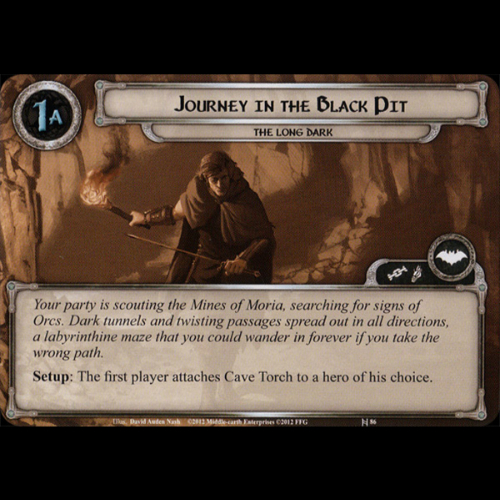 1A
JOURNEY IN THE BLACK PIT
THE LONG DARK
Your party is scouting the Mines of Moria, searching for signs of
Orcs. Dark tunnels and twisting passages spread out in all directions,
a labyrinthine maze that you could wander in forever if you take the
wrong path.
Setup: The first player attaches Cave Torch to a hero of his choice.
Illus. David Auden Nash ©2012 Middle-earth Enterprises ©2012 FFG 86